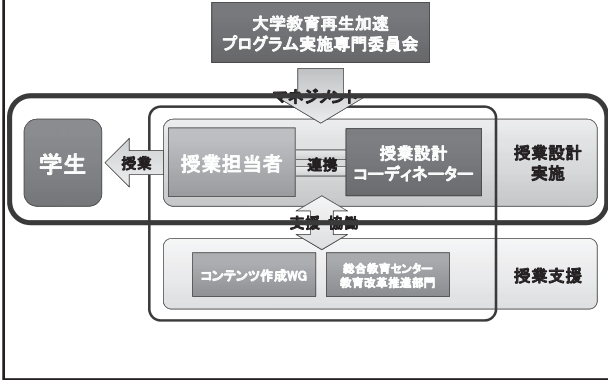 大学教育再生加速
プログラム実施専門委員会
マネジメント
学生
授業
授業担当者
連携
授業設計
コーディネーター
授業設計
実施
支援・協働
コンテンツ作成WG
総合教育センター
教育改革推進部門
授業支援